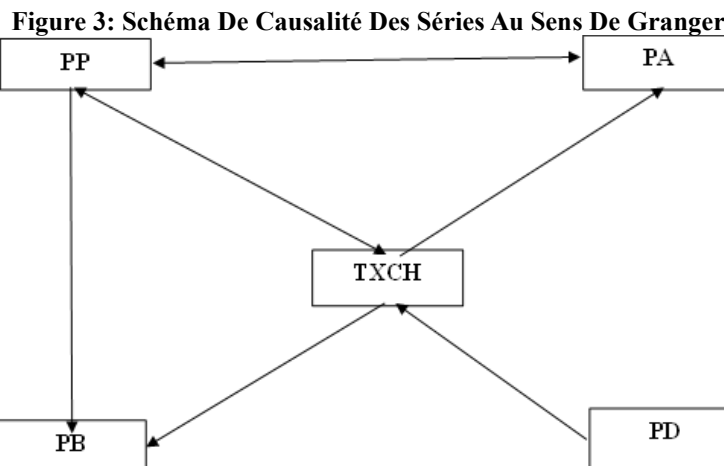 Figure 3: Schéma De Causalité Des Séries Au Sens De Granger
PP
PA
TXCH
PB
PD